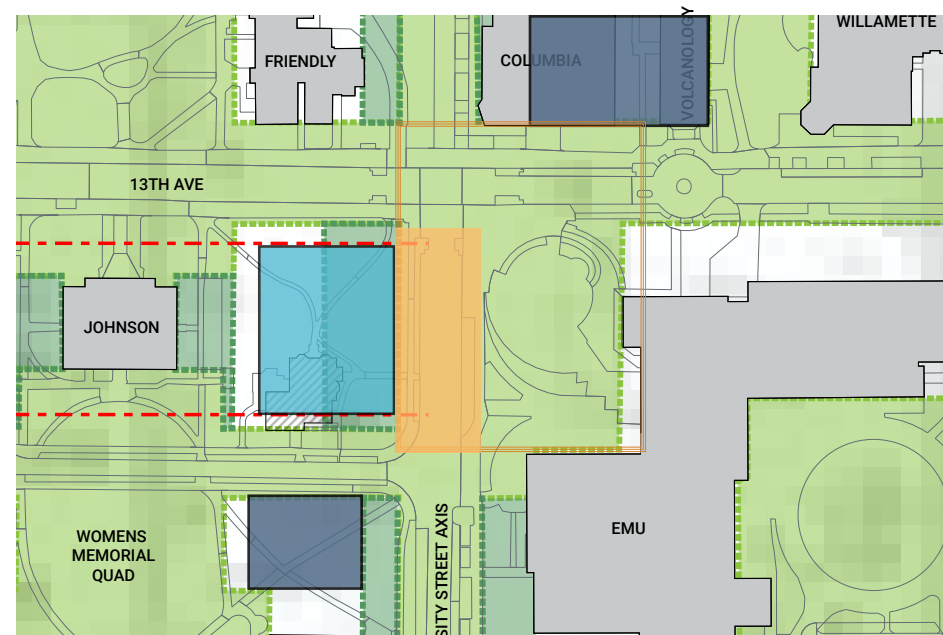 WILLAMETTE
FRIENDLY
COLUMBIA
VOLCANOLOGY
13TH AVE
JOHNSON
WOMENS
MEMORIAL
QUAD
SITY STREET AXIS
EMU